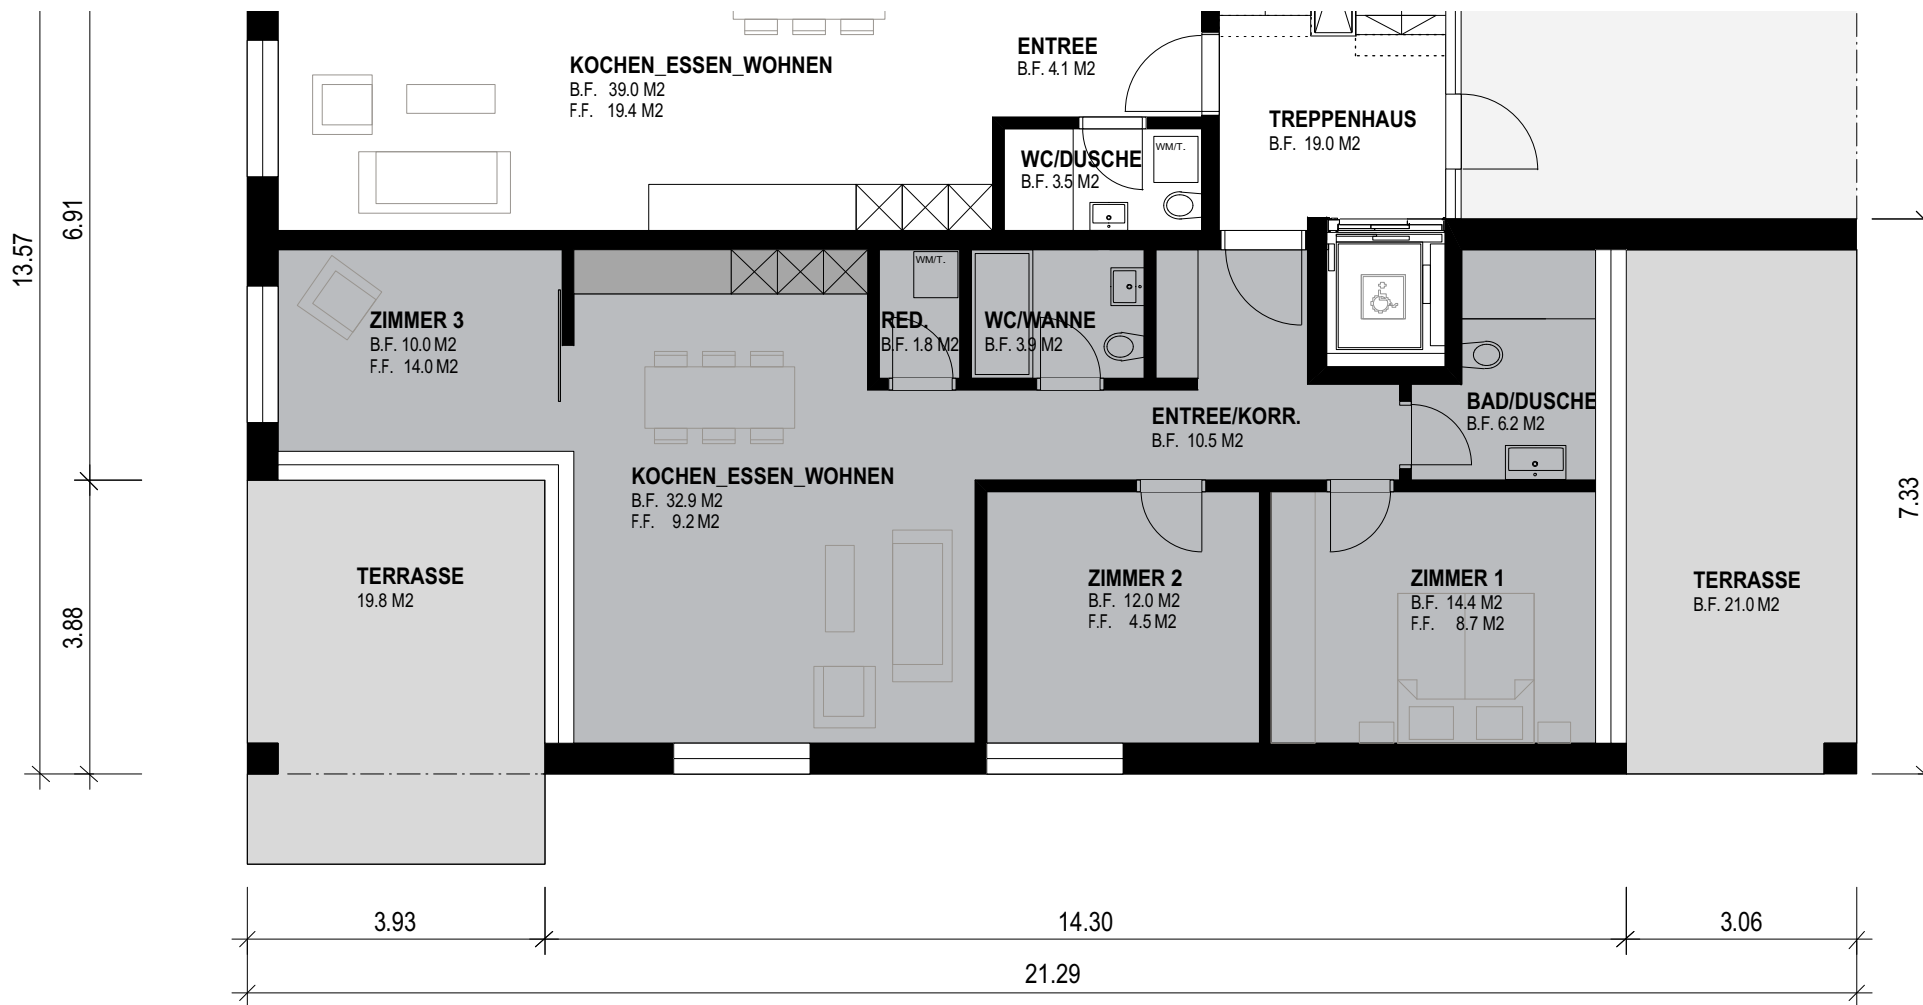 KOCHEN_ESSEN_WOHNEN
B.F. 39.0 M2
F.F. 19.4 M2
ENTREE
B.F. 4.1 M2
TREPPENHAUS
B.F. 19.0 M2
WC/DUSCHE
B.F. 3.5 M2
WM/T.
13.57
6.91
3.88
ZIMMER 3
B.F. 10.0 M2
F.F. 14.0 M2
WM/T.
RED.
B.F. 1.8 M2
WC/WANNE
B.F. 3.9 M2
ENTREE/KORR.
B.F. 10.5 M2
BAD/DUSCHE
B.F. 6.2 M2
KOCHEN_ESSEN_WOHNEN
B.F. 32.9 M2
F.F. 9.2 M2
7.33
TERRASSE
19.8 M2
ZIMMER 2
B.F. 12.0 M2
F.F. 4.5 M2
ZIMMER 1
B.F. 14.4 M2
F.F. 8.7 M2
TERRASSE
B.F. 21.0 M2
3.93
14.30
3.06
21.29